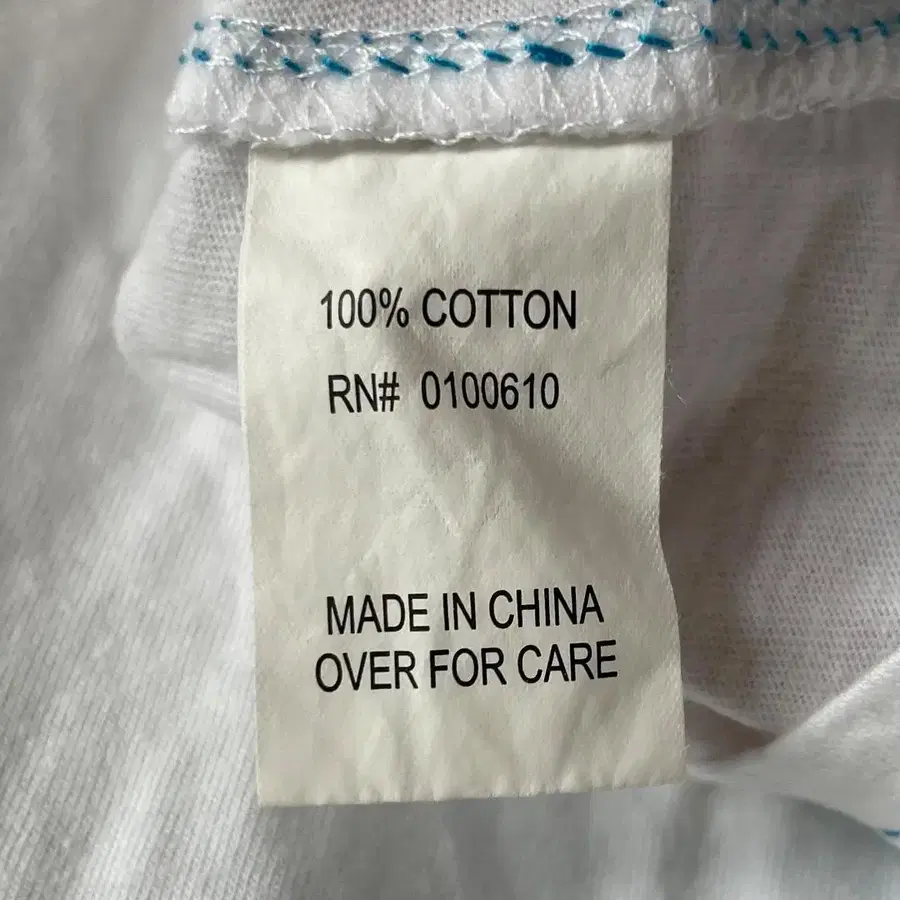 100% COTTON
RN# 0100610
MADE IN CHINA
OVER FOR CARE